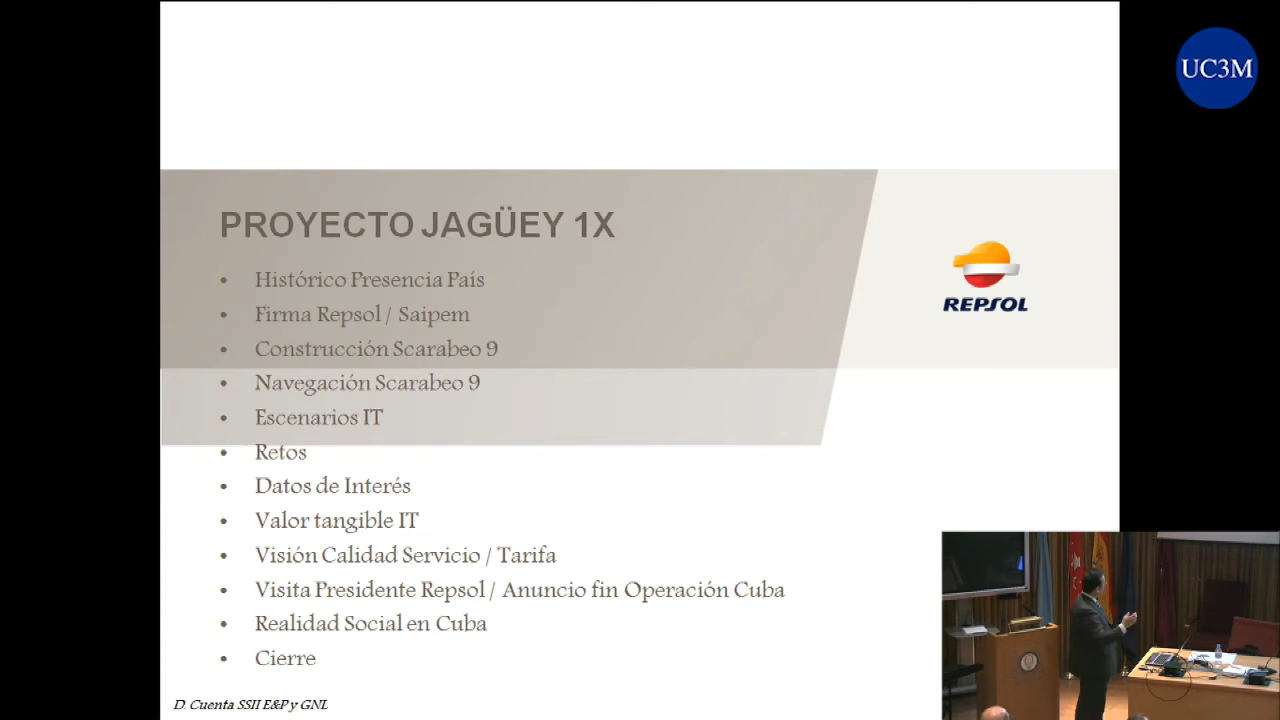 UC3M
PROYECTO JAGÜEY 1X
• Histórico Presencia País
• Firma Repsol / Saipem
• Construcción Scarabeo 9
• Navegación Scarabeo 9
• Escenarios IT
• Retos
• Datos de Interés
• Valor tangible IT
• Visión Calidad Servicio / Tarifa
• Visita Presidente Repsol / Anuncio fin Operación Cuba
• Realidad Social en Cuba
• Cierre
REPSOL
D. Cuenta SSII E&P y GNL